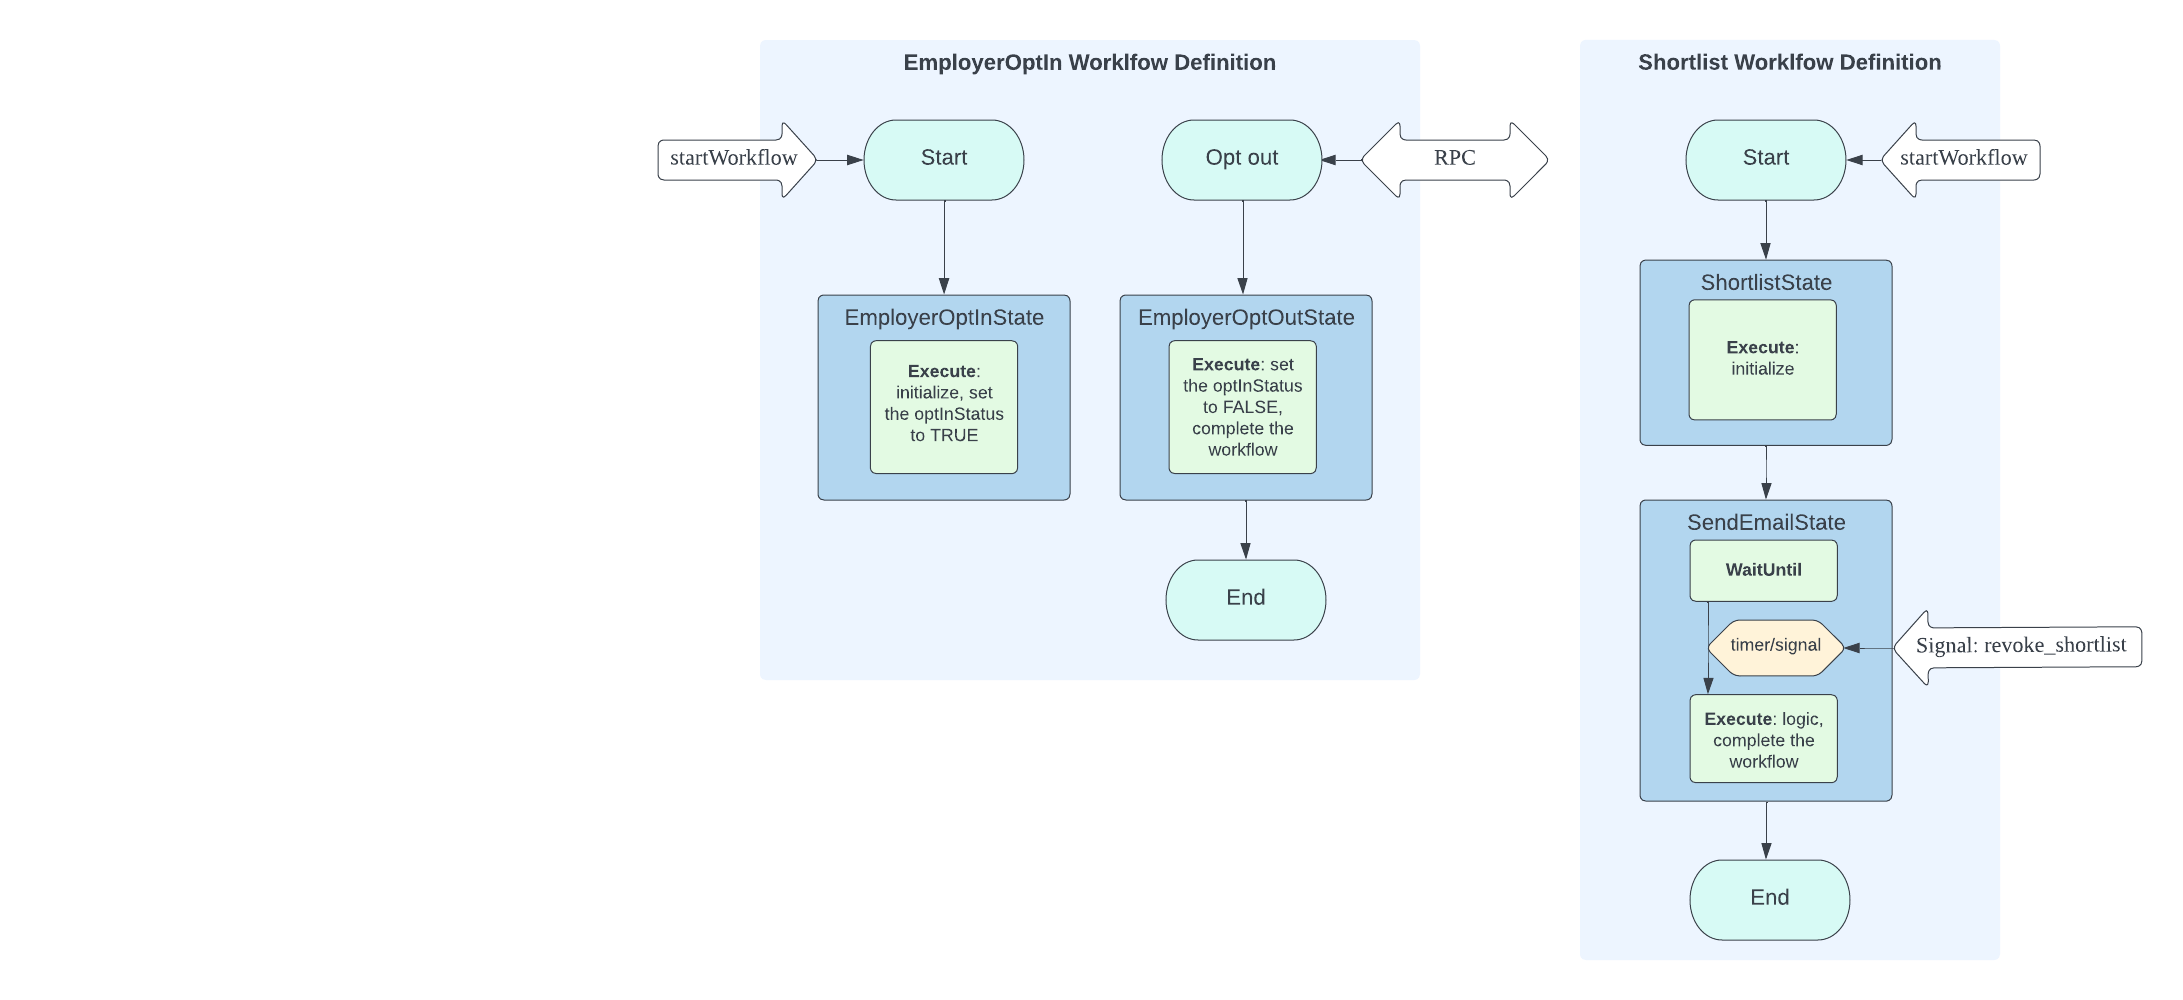 EmployerOptIn Worklfow Definition
startWorkflow
Start
Opt out
RPC
EmployerOptInState
Execute:
initialize, set
the optInStatus
to TRUE
EmployerOptOutState
Execute: set
the optInStatus
to FALSE,
complete the
workflow
End
Shortlist Worklfow Definition
Start
startWorkflow
ShortlistState
Execute:
initialize
SendEmailState
WaitUntil
timer/signal
Signal: revoke_shortlist
Execute: logic,
complete the
workflow
End